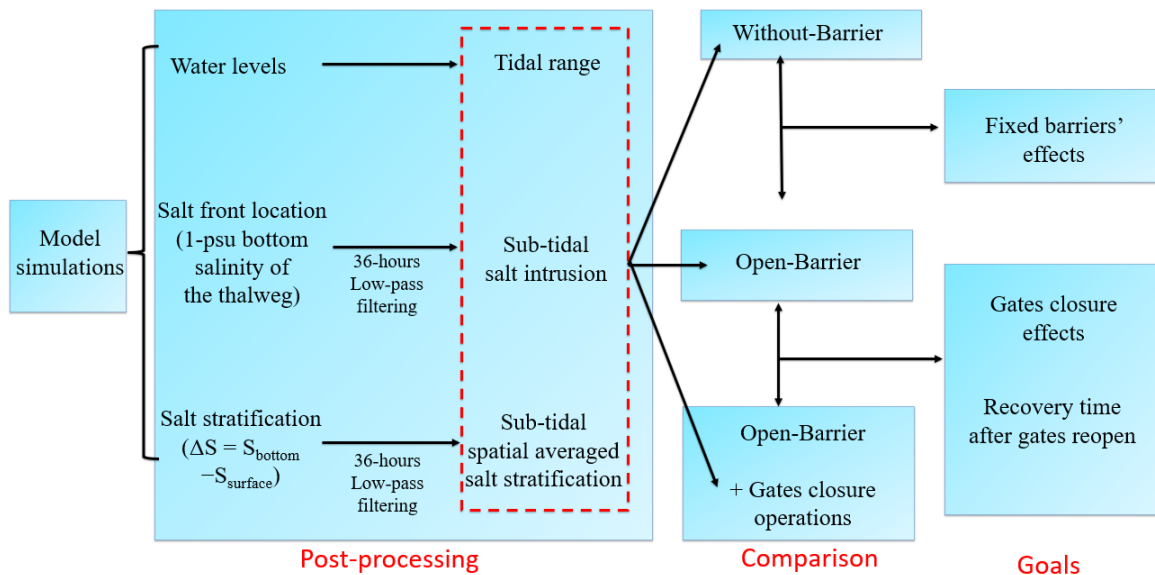 Model
simulations
Water levels
Tidal range
Salt front location
(1-psu bottom
salinity of
the thalweg)
36-hours
Low-pass
filtering
Sub-tidal
salt intrusion
Salt stratification
(ΔS = Sbottom
−Ssurface)
36-hours
Low-pass
filtering
Sub-tidal
spatial averaged
salt stratification
Post-processing
Without-Barrier
Open-Barrier
Open-Barrier
+ Gates closure
operations
Comparison
Fixed barriers’
effects
Gates closure
effects
Recovery time
after gates reopen
Goals